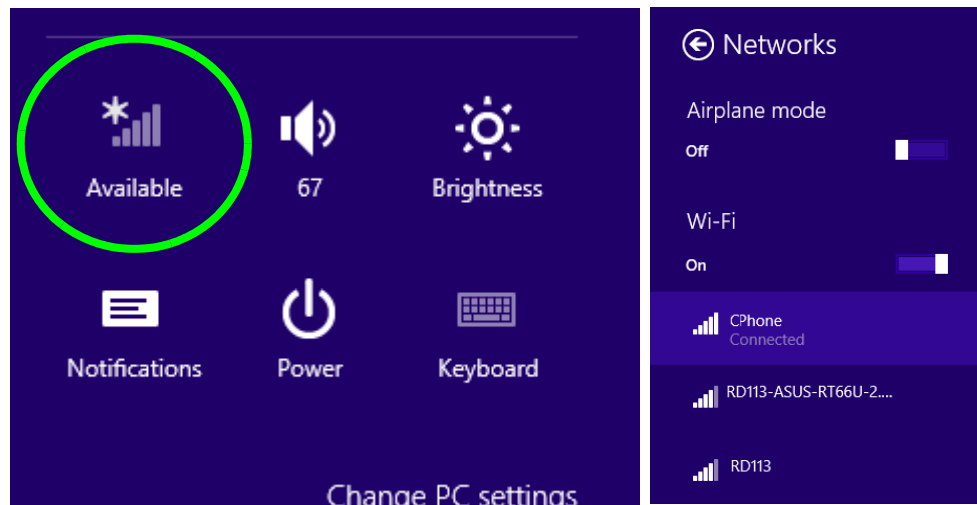 Available
67
Brightness
Notifications
Power
Keyboard
Change PC settings
Networks
Airplane mode
Off
Wi-Fi
On
CPhone
Connected
RD113-ASUS-RT66U-2....
RD113